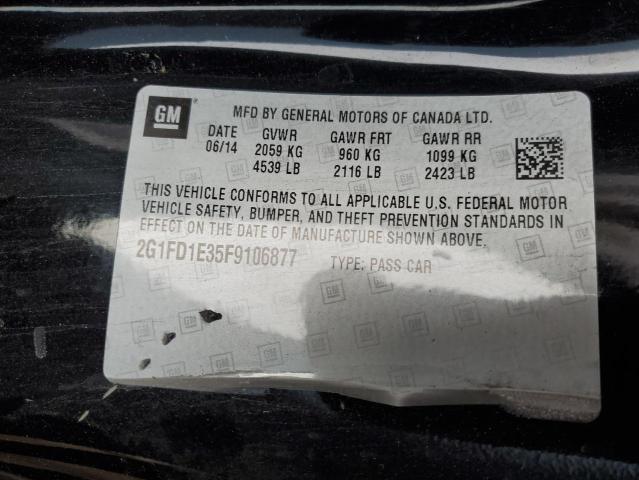 GM MFD BY GENERAL MOTORS OF CANADA LTD.
DATE GVWR GAWR FRT GAWR RR
06/14 2059 KG 960 KG 1099 KG
4539 LB 2116 LB 2423 LB
THIS VEHICLE CONFORMS TO ALL APPLICABLE U.S. FEDERAL MOTOR
VEHICLE SAFETY, BUMPER, AND THEFT PREVENTION STANDARDS IN
EFFECT ON THE DATE OF MANUFACTURE SHOWN ABOVE.
2G1FD1E35F9106877 TYPE: PASS CAR